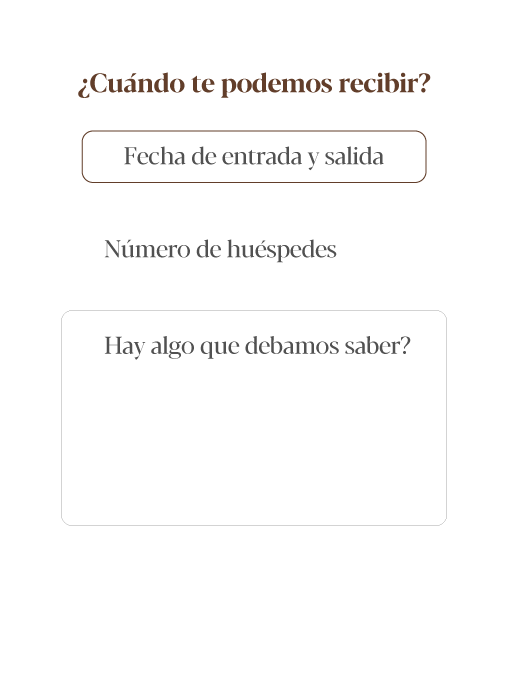 ¿Cuándo te podemos recibir?
Fecha de entrada y salida
Número de huéspedes
Hay algo que debamos saber?